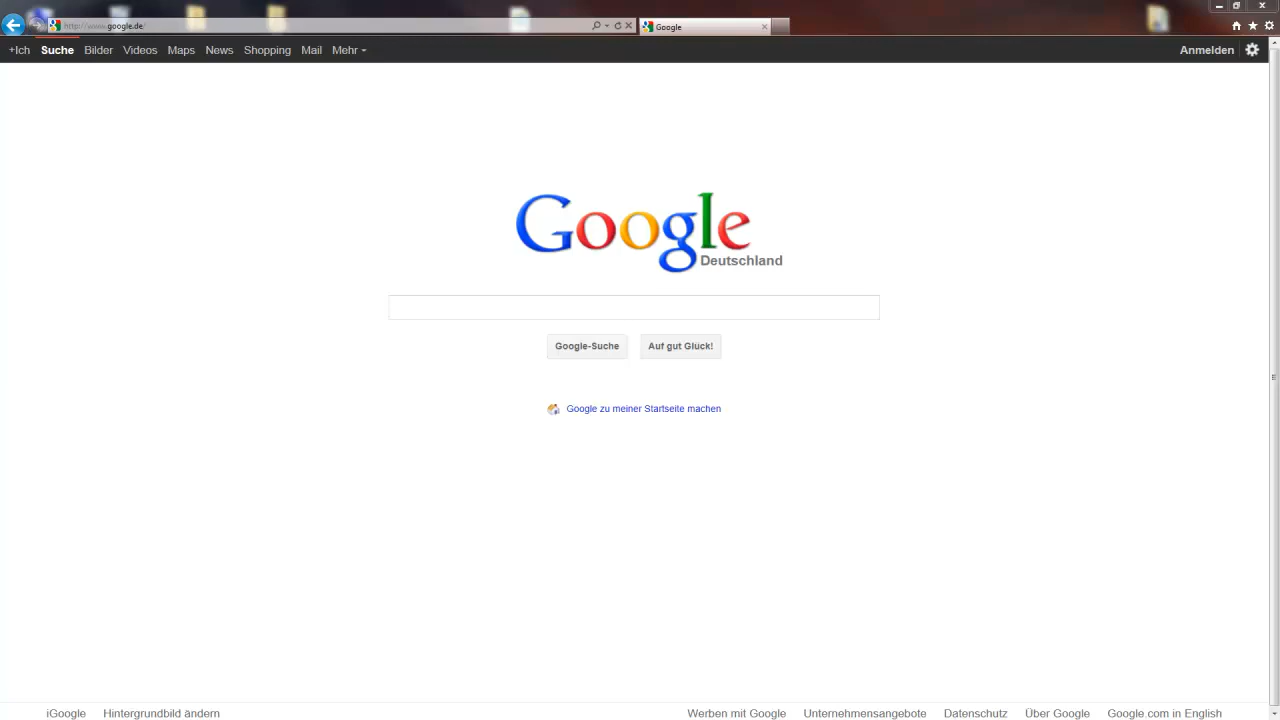 http://www.google.de/
Google
+Ich Suche Bilder Videos Maps News Shopping Mail Mehr
Anmelden
Google
Deutschland
Google-Suche
Auf gut Glück!
Google zu meiner Startseite machen
iGoogle Hintergrundbild ändern
Werben mit Google Unternehmensangebote Datenschutz Über Google Google.com in English